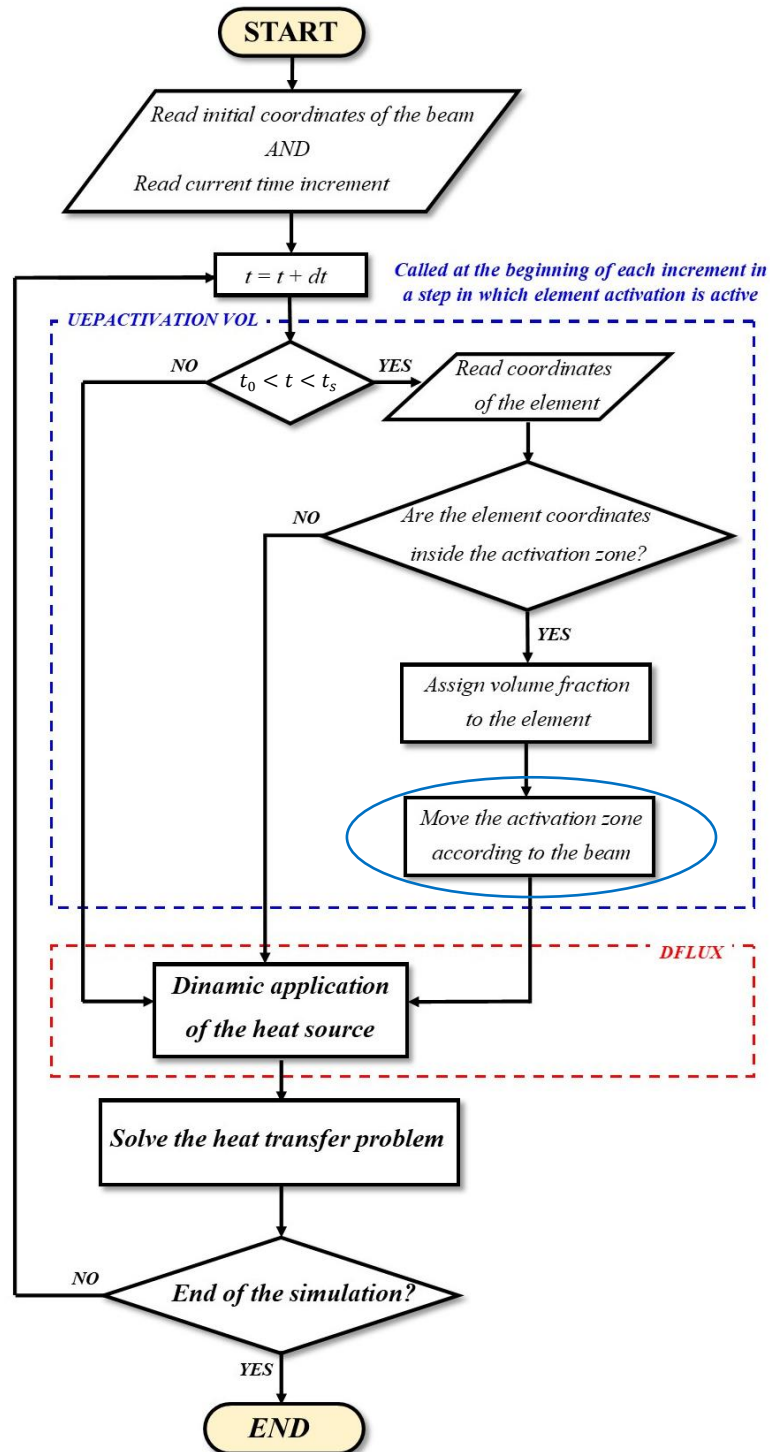 START
Read initial coordinates of the beam
AND
Read current time increment
t = t + dt
Called at the beginning of each increment in
a step in which element activation is active
UEPACTIVATION VOL
NO
t₀ < t < tₛ
YES
Read coordinates
of the element
NO
Are the element coordinates
inside the activation zone?
YES
Assign volume fraction
to the element
Move the activation zone
according to the beam
DFLUX
Dinamic application
of the heat source
Solve the heat transfer problem
NO
End of the simulation?
YES
END